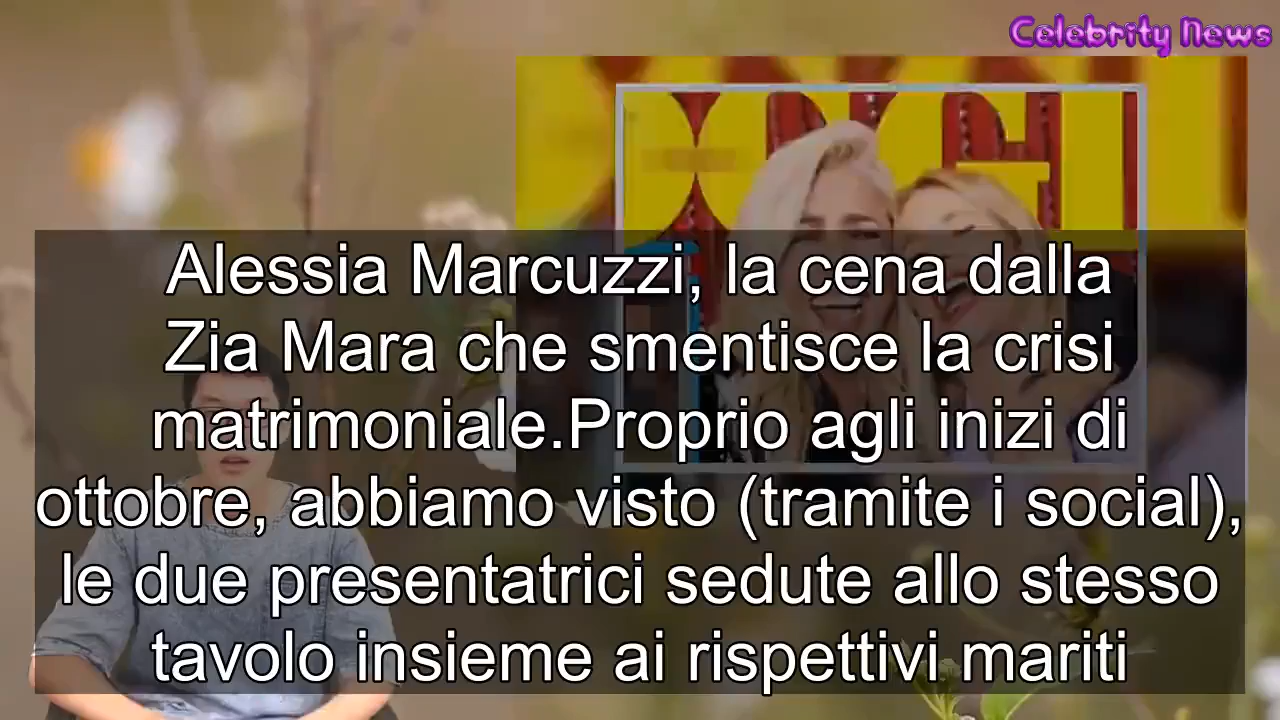 Celebrity News
Alessia Marcuzzi, la cena dalla
Zia Mara che smentisce la crisi
matrimoniale.Proprio agli inizi di
ottobre, abbiamo visto (tramite i social),
le due presentatrici sedute allo stesso
tavolo insieme ai rispettivi mariti